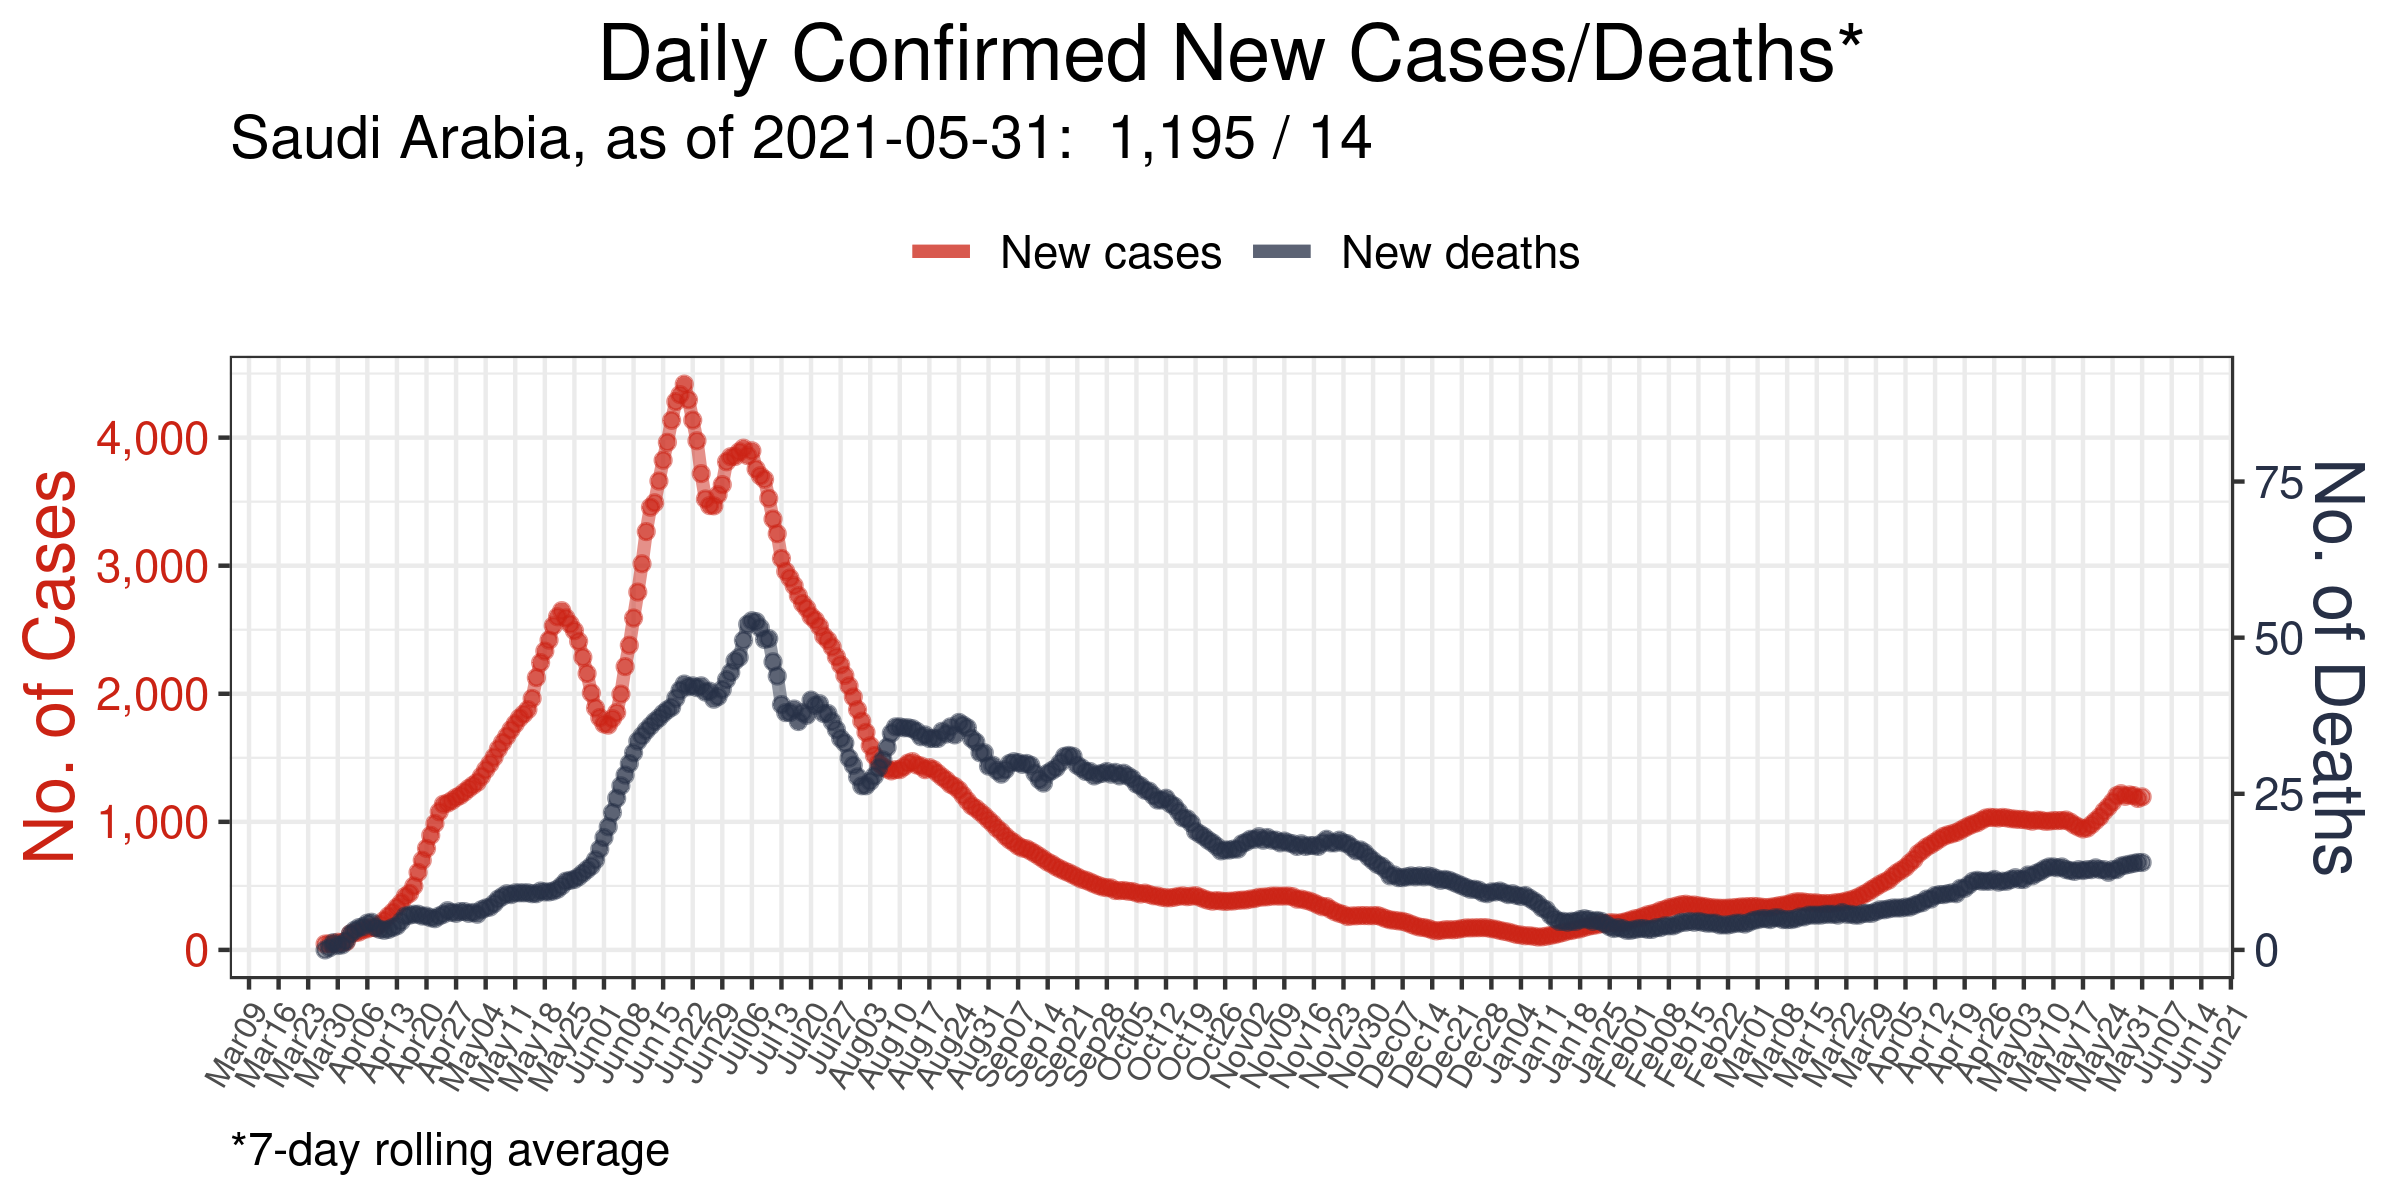 Daily Confirmed New Cases/Deaths*
Saudi Arabia, as of 2021-05-31:  1,195 / 14
New cases New deaths
No. of Cases
4,000
3,000
2,000
1,000
0
75
50
25
0
No. of Deaths
Mar09 Mar16 Mar23 Mar30 Apr06 Apr13 Apr20 Apr27 May04 May11 May18 May25 Jun01 Jun08 Jun15 Jun22 Jun29 Jul06 Jul13 Jul20 Jul27 Aug03 Aug10 Aug17 Aug24 Aug31 Sep07 Sep14 Sep21 Sep28 Oct05 Oct12 Oct19 Oct26 Nov02 Nov09 Nov16 Nov23 Nov30 Dec07 Dec14 Dec21 Dec28 Jan04 Jan11 Jan18 Jan25 Feb01 Feb08 Feb15 Feb22 Mar01 Mar08 Mar15 Mar22 Mar29 Apr05 Apr12 Apr19 Apr26 May03 May10 May17 May24 May31 Jun07 Jun14 Jun21
*7-day rolling average